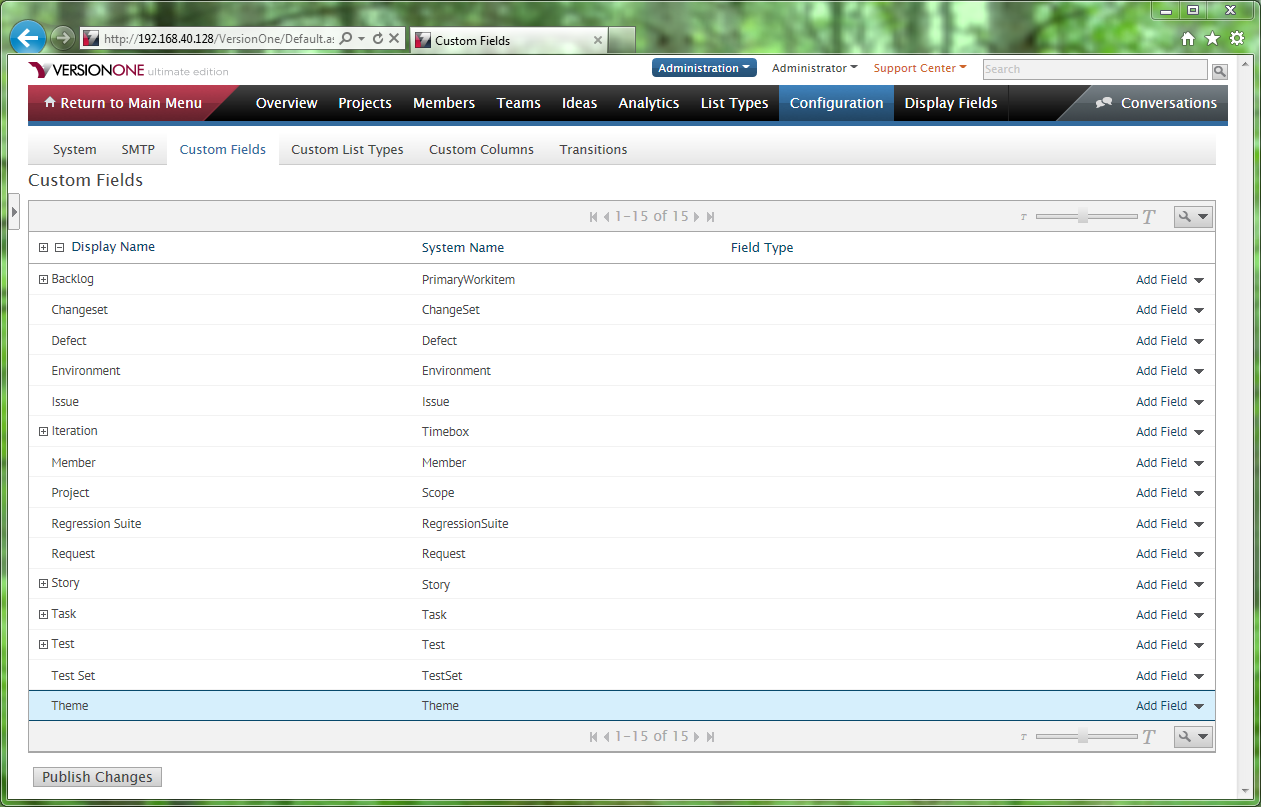 http://192.168.40.128/VersionOne/Default.as
Custom Fields
VERSIONONE ultimate edition
Administration Administrator Support Center Search
Return to Main Menu Overview Projects Members Teams Ideas Analytics List Types Configuration Display Fields Conversations
System SMTP Custom Fields Custom List Types Custom Columns Transitions
Custom Fields
1-15 of 15 T T
Display Name System Name Field Type
Backlog PrimaryWorkitem Add Field
Changeset ChangeSet Add Field
Defect Defect Add Field
Environment Environment Add Field
Issue Issue Add Field
Iteration Timebox Add Field
Member Member Add Field
Project Scope Add Field
Regression Suite RegressionSuite Add Field
Request Request Add Field
Story Story Add Field
Task Task Add Field
Test Test Add Field
Test Set TestSet Add Field
Theme Theme Add Field
1-15 of 15 T T
Publish Changes